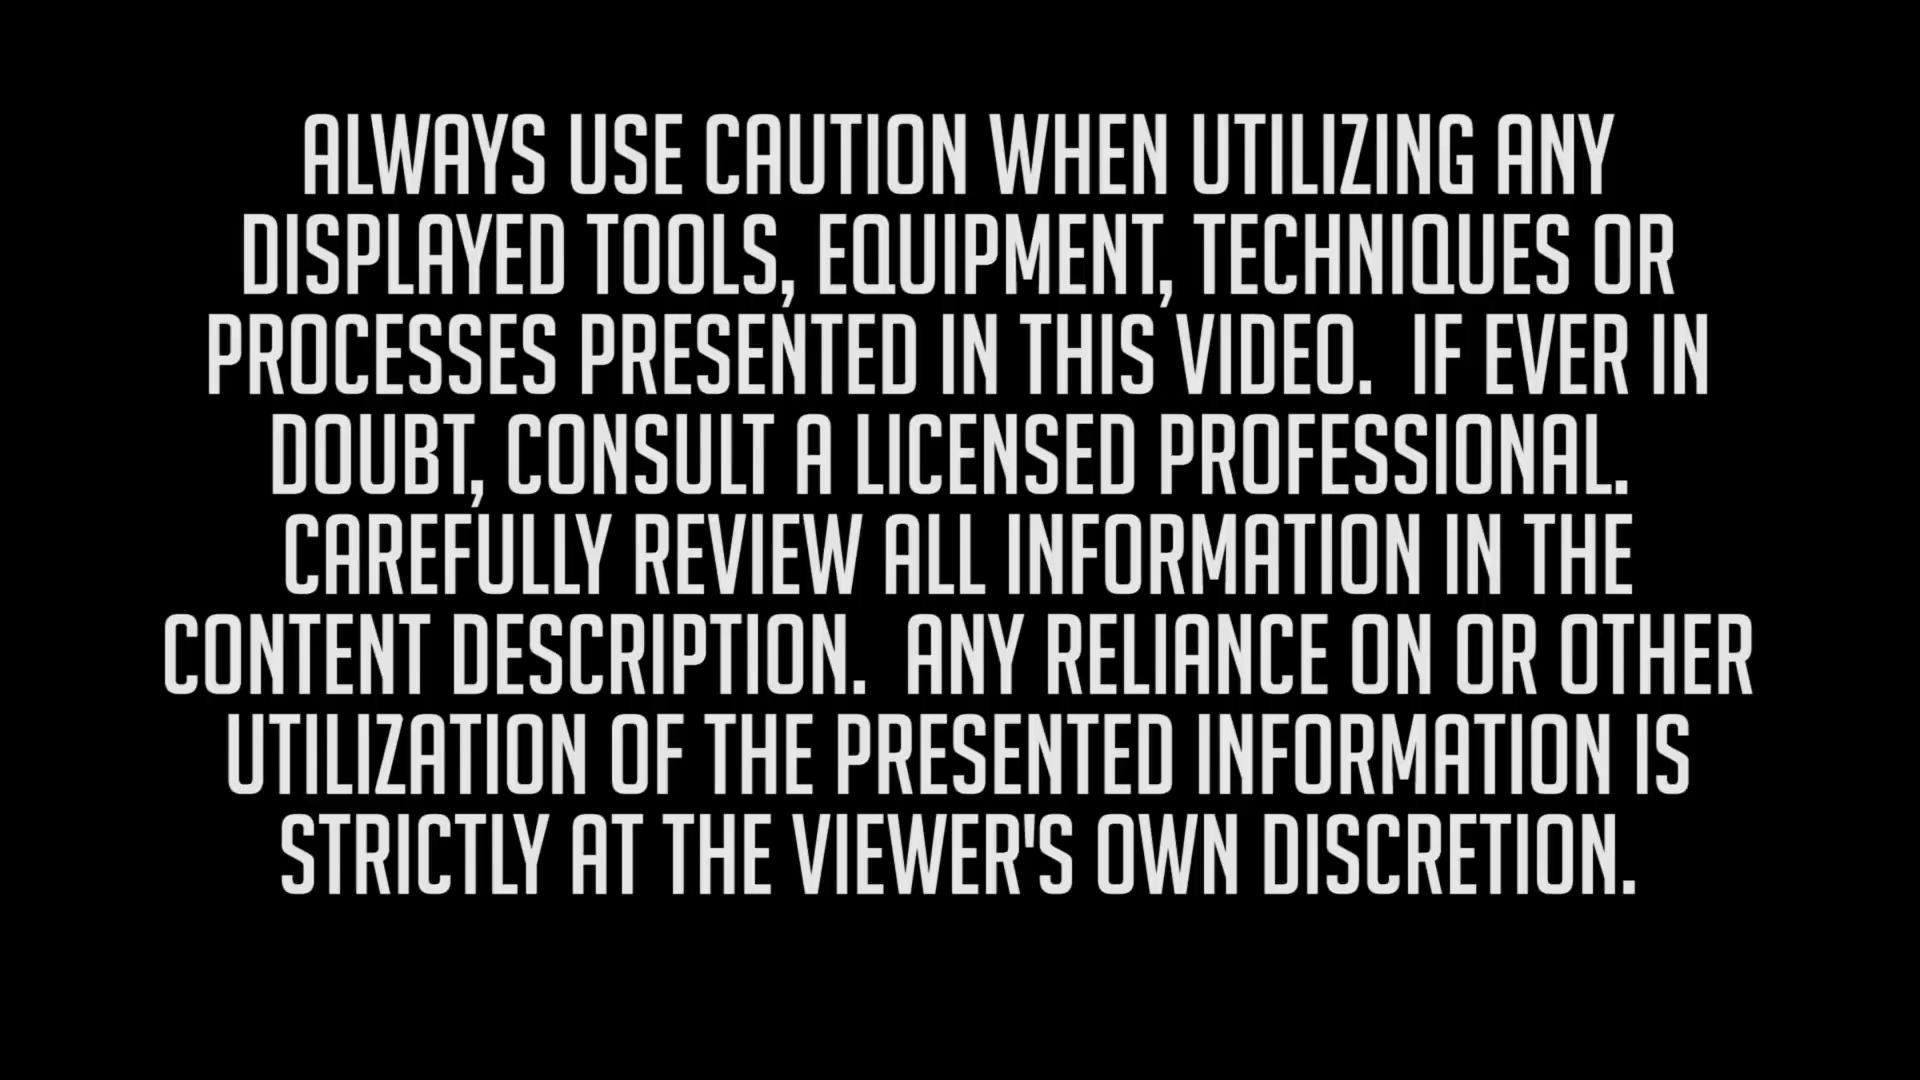 ALWAYS USE CAUTION WHEN UTILIZING ANY
DISPLAYED TOOLS, EQUIPMENT, TECHNIQUES OR
PROCESSES PRESENTED IN THIS VIDEO.  IF EVER IN
DOUBT, CONSULT A LICENSED PROFESSIONAL.
CAREFULLY REVIEW ALL INFORMATION IN THE
CONTENT DESCRIPTION.  ANY RELIANCE ON OR OTHER
UTILIZATION OF THE PRESENTED INFORMATION IS
STRICTLY AT THE VIEWER'S OWN DISCRETION.